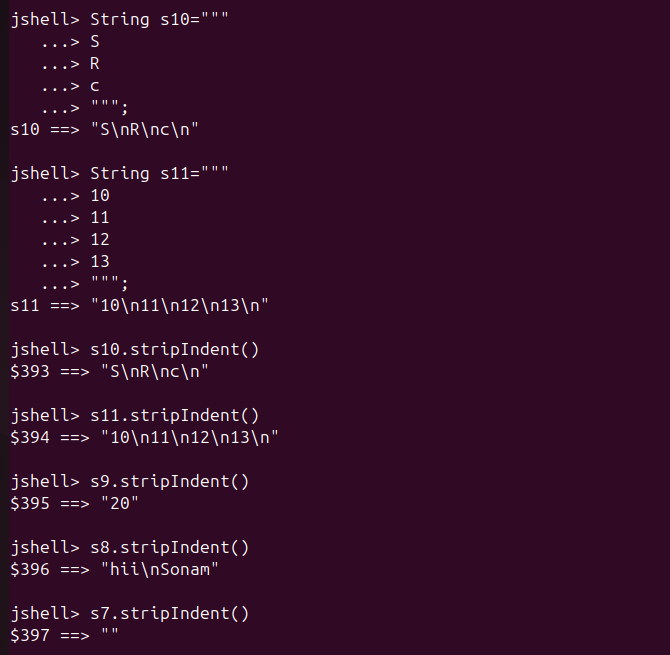 jshell> String s10="""
...> S
...> R
...> c
...> """;
s10 ==> "S\nR\nc\n"
jshell> String s11="""
...> 10
...> 11
...> 12
...> 13
...> """;
s11 ==> "10\n11\n12\n13\n"
jshell> s10.stripIndent()
$393 ==> "S\nR\nc\n"
jshell> s11.stripIndent()
$394 ==> "10\n11\n12\n13\n"
jshell> s9.stripIndent()
$395 ==> "20"
jshell> s8.stripIndent()
$396 ==> "hii\nSonam"
jshell> s7.stripIndent()
$397 ==> ""